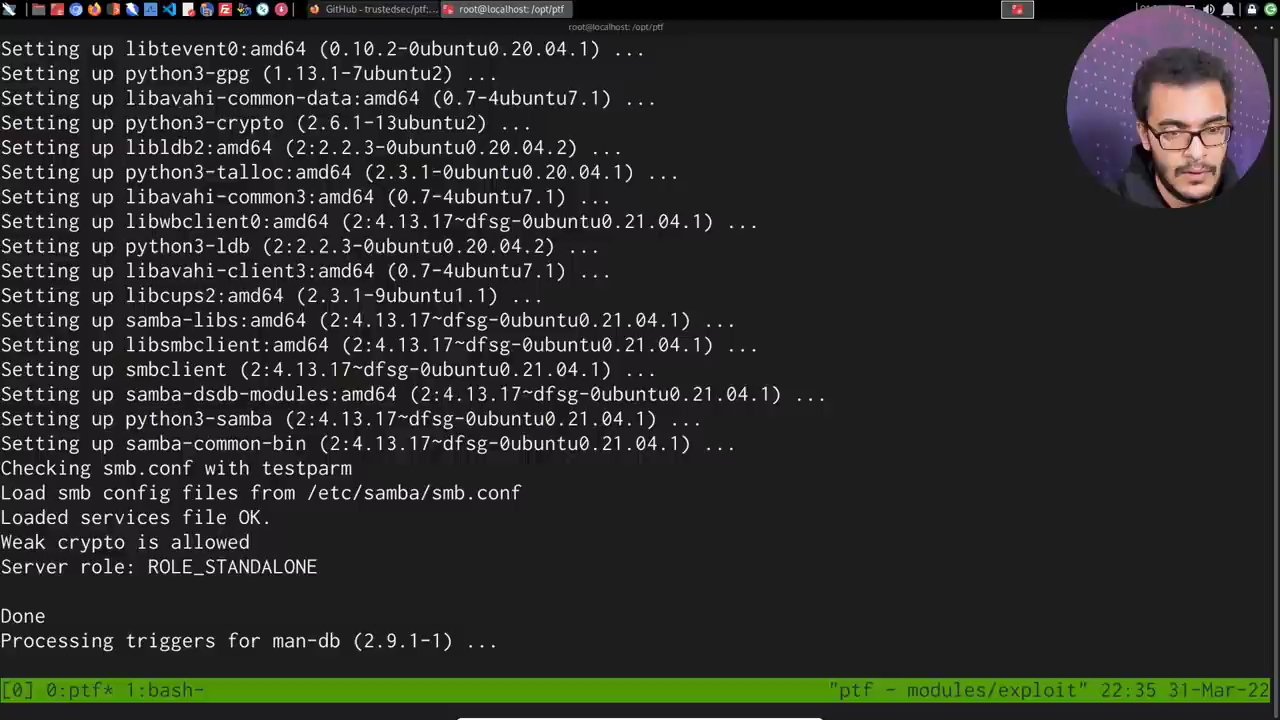 GitHub - trustedsec/ptf:...
root@localhost: /opt/ptf
root@localhost: /opt/ptf
Setting up libtevent0:amd64 (0.10.2-0ubuntu0.20.04.1) ...
Setting up python3-gpg (1.13.1-7ubuntu2) ...
Setting up libavahi-common-data:amd64 (0.7-4ubuntu7.1) ...
Setting up python3-crypto (2.6.1-13ubuntu2) ...
Setting up libldb2:amd64 (2:2.2.3-0ubuntu0.20.04.2) ...
Setting up python3-talloc:amd64 (2.3.1-0ubuntu0.20.04.1) ...
Setting up libavahi-common3:amd64 (0.7-4ubuntu7.1) ...
Setting up libwbclient0:amd64 (2:4.13.17~dfsg-0ubuntu0.21.04.1) ...
Setting up python3-ldb (2:2.2.3-0ubuntu0.20.04.2) ...
Setting up libavahi-client3:amd64 (0.7-4ubuntu7.1) ...
Setting up libcups2:amd64 (2.3.1-9ubuntu1.1) ...
Setting up samba-libs:amd64 (2:4.13.17~dfsg-0ubuntu0.21.04.1) ...
Setting up libsmbclient:amd64 (2:4.13.17~dfsg-0ubuntu0.21.04.1) ...
Setting up smbclient (2:4.13.17~dfsg-0ubuntu0.21.04.1) ...
Setting up samba-dsdb-modules:amd64 (2:4.13.17~dfsg-0ubuntu0.21.04.1) ...
Setting up python3-samba (2:4.13.17~dfsg-0ubuntu0.21.04.1) ...
Setting up samba-common-bin (2:4.13.17~dfsg-0ubuntu0.21.04.1) ...
Checking smb.conf with testparm
Load smb config files from /etc/samba/smb.conf
Loaded services file OK.
Weak crypto is allowed
Server role: ROLE_STANDALONE
Done
Processing triggers for man-db (2.9.1-1) ...
[0] 0:ptf* 1:bash- "ptf - modules/exploit" 22:35 31-Mar-22